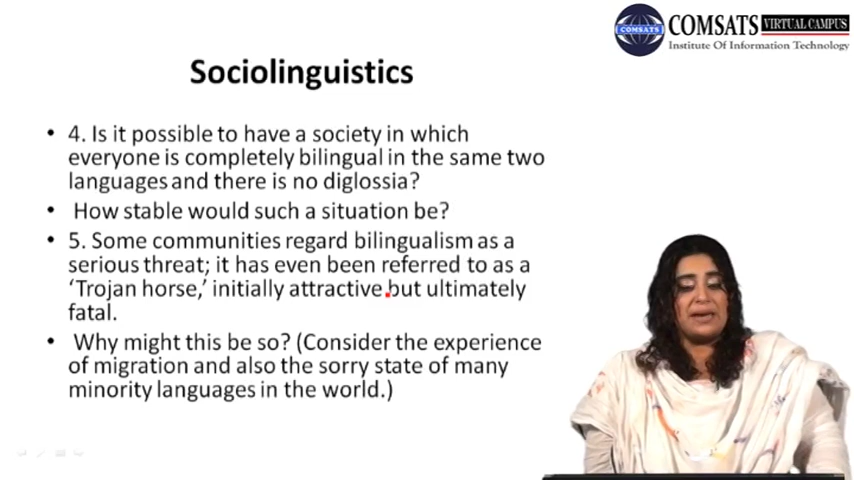 COMSATS
COMSATS VIRTUAL CAMPUS
Institute Of Information Technology
Sociolinguistics
• 4. Is it possible to have a society in which
everyone is completely bilingual in the same two
languages and there is no diglossia?
• How stable would such a situation be?
• 5. Some communities regard bilingualism as a
serious threat; it has even been referred to as a
‘Trojan horse,’ initially attractive but ultimately
fatal.
• Why might this be so? (Consider the experience
of migration and also the sorry state of many
minority languages in the world.)